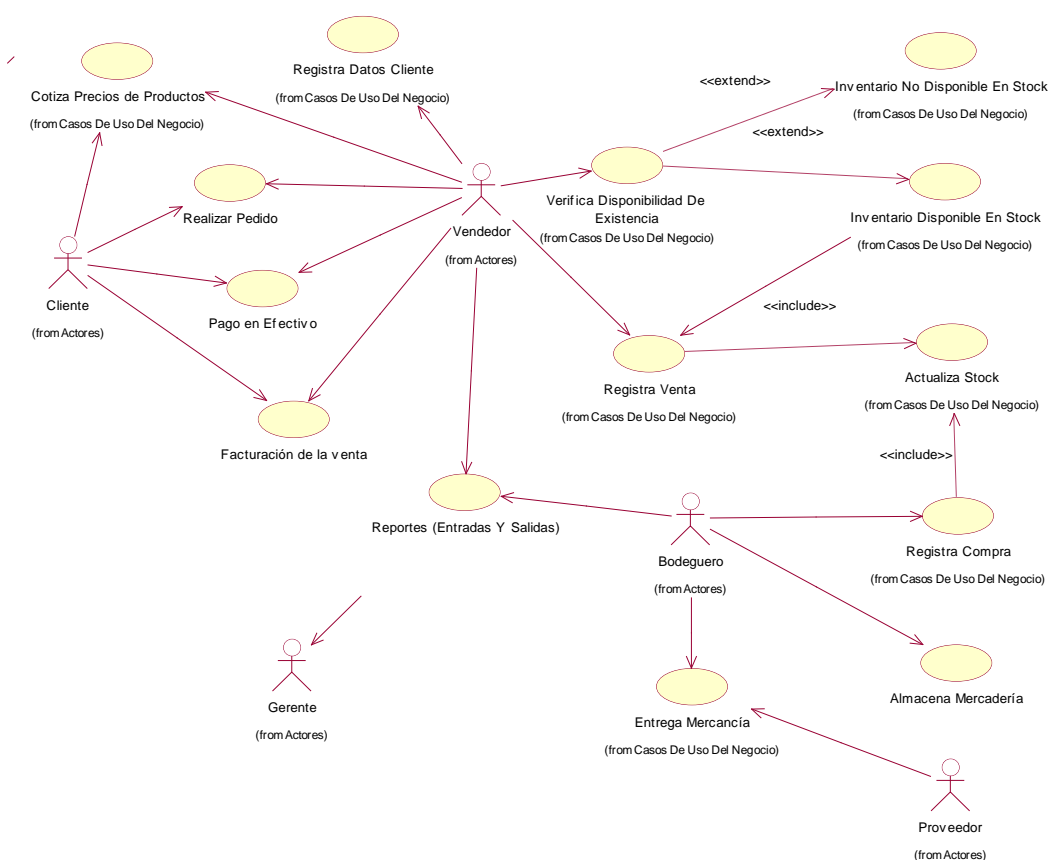 Registra Datos Cliente
(from Casos De Uso Del Negocio)
Cotiza Precios de Productos
(from Casos De Uso Del Negocio)
<<extend>>
Inventario No Disponible En Stock
(from Casos De Uso Del Negocio)
<<extend>>
Realizar Pedido
Vendedor
(from Actores)
Verifica Disponibilidad De
Existencia
(from Casos De Uso Del Negocio)
Inventario Disponible En Stock
(from Casos De Uso Del Negocio)
Cliente
(from Actores)
Pago en Efectivo
<<include>>
Registra Venta
(from Casos De Uso Del Negocio)
Actualiza Stock
(from Casos De Uso Del Negocio)
Facturación de la venta
<<include>>
Reportes (Entradas Y Salidas)
Bodeguero
(from Actores)
Registra Compra
(from Casos De Uso Del Negocio)
Gerente
(from Actores)
Entrega Mercancía
(from Casos De Uso Del Negocio)
Almacena Mercadería
Proveedor
(from Actores)